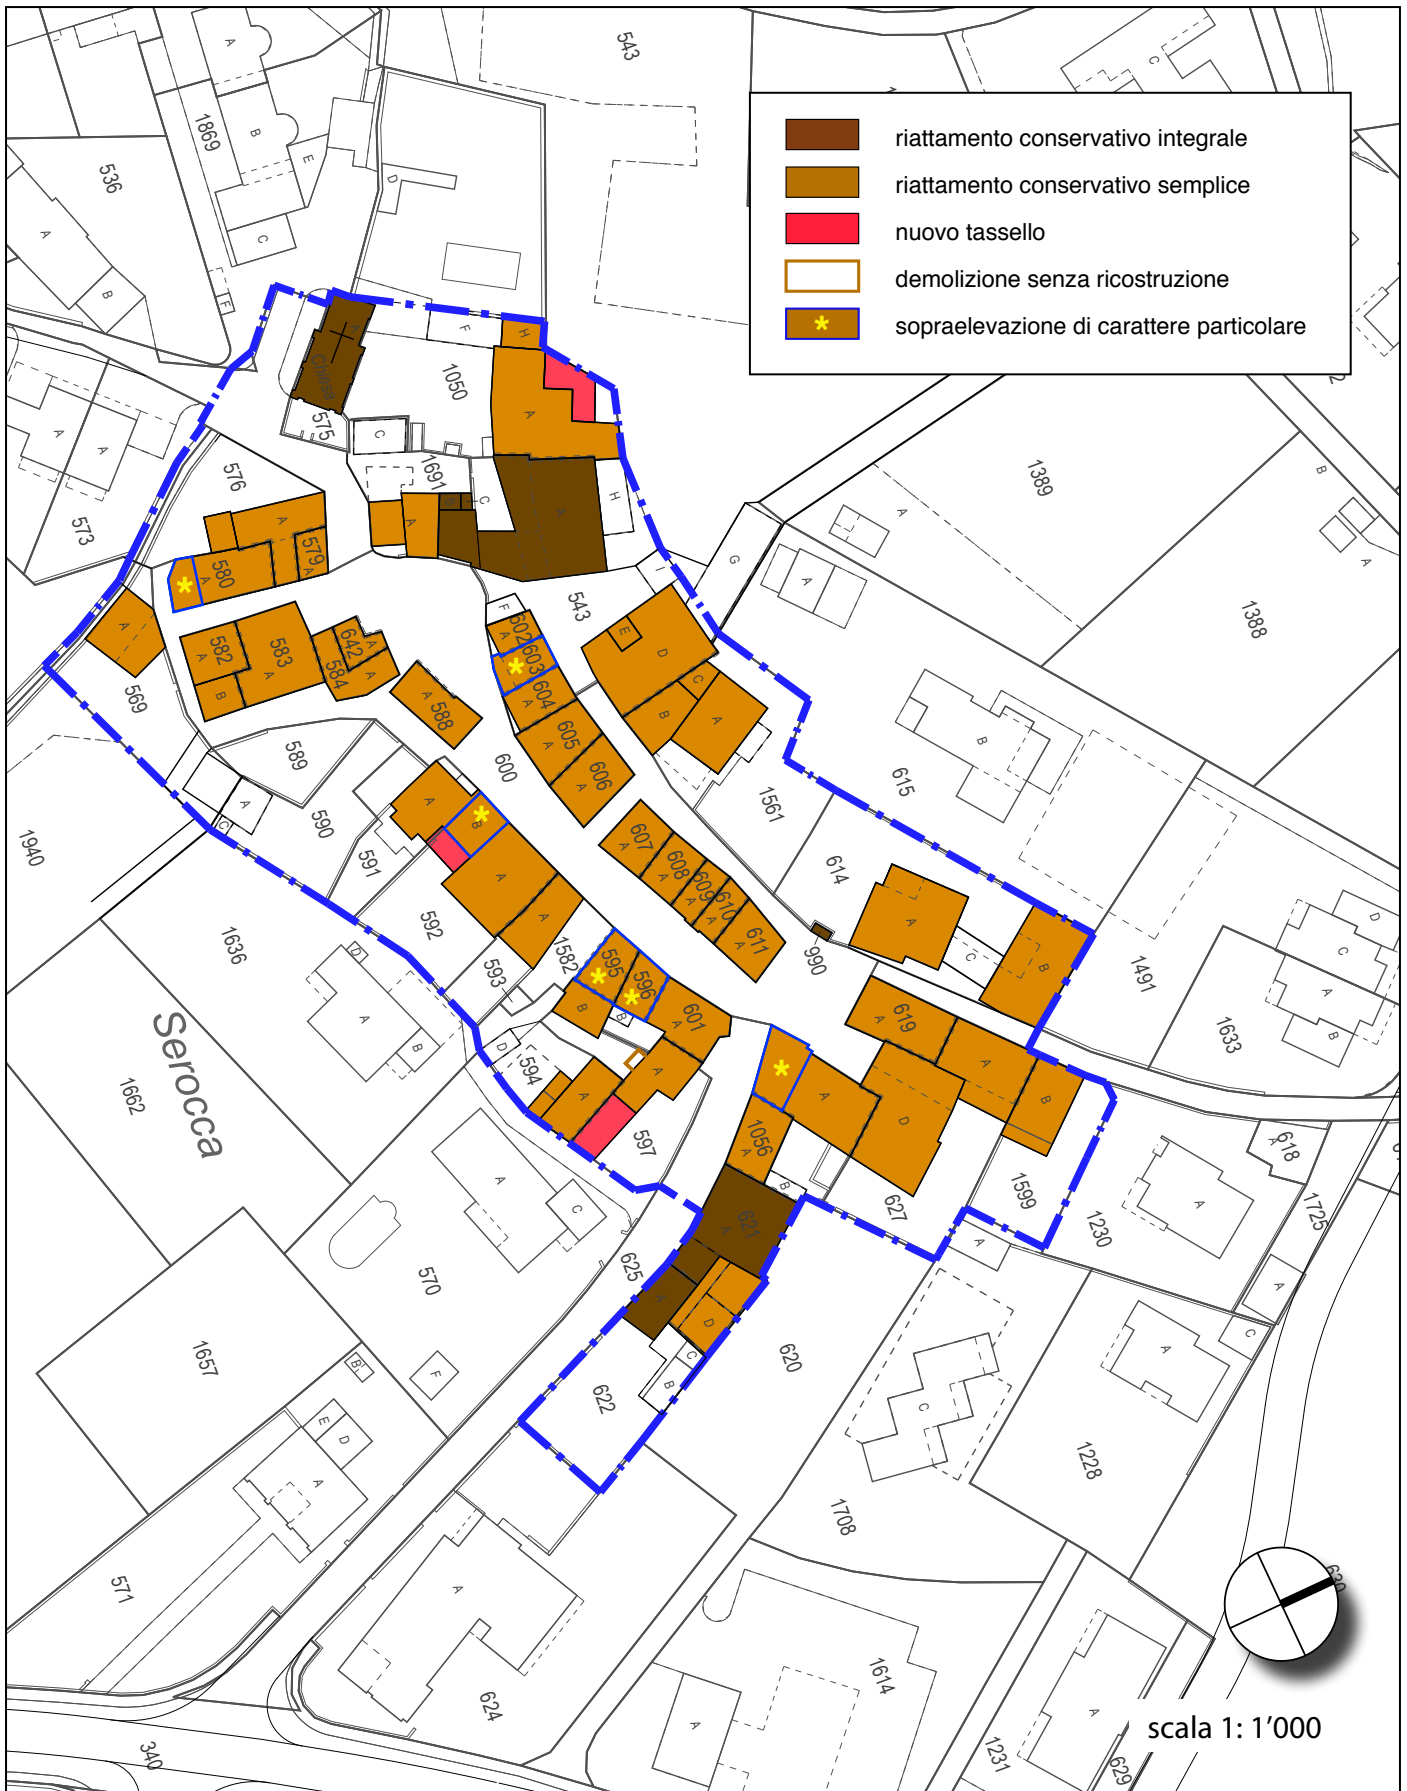 riattamento conservativo integrale
riattamento conservativo semplice
nuovo tassello
demolizione senza ricostruzione
* sopraelevazione di carattere particolare
543
A
C
1869
B
E
536
D
A
C
B
F
A
Chiesa
F
H
1050
A
575
C
A
A
573
576
1691
C
A
A
H
1389
A
B
A
A
579
A
580
A
*
G
A
1388
I
543
F
602
A
603
*
604
A
E
D
A
569
582
A
B
583
A
642
A
584
A
588
A
C
B
A
605
A
606
A
600
589
590
A
C
1940
A
B
*
591
A
A
592
593
1561
615
B
607
A
608
A
609
A
610
A
611
A
614
A
C
B
990
1491
D
C
A
B
1633
1636
D
A
B
1582
595
*
596
*
B
B
601
A
A
D
594
A
597
619
A
A
B
*
A
D
1056
A
B
627
1599
618
A
1230
A
1725
A
Serocca
1662
A
C
570
625
621
A
A
D
C
B
622
620
A
C
1228
A
C
1657
B
F
E
D
A
571
1708
A
624
A
1614
630
A
1231
629
340
scala 1: 1’000